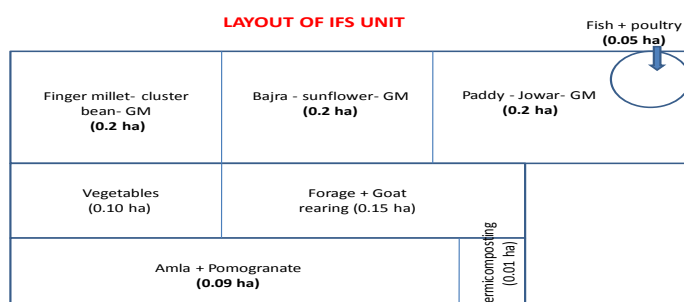 LAYOUT OF IFS UNIT
Fish + poultry
(0.05 ha)
Finger millet- cluster
bean- GM
(0.2 ha)
Bajra - sunflower- GM
(0.2 ha)
Paddy - Jowar- GM
(0.2 ha)
Vegetables
(0.10 ha)
Forage + Goat
rearing (0.15 ha)
Amla + Pomogranate
(0.09 ha)
ermicomposting
(0.01 ha)